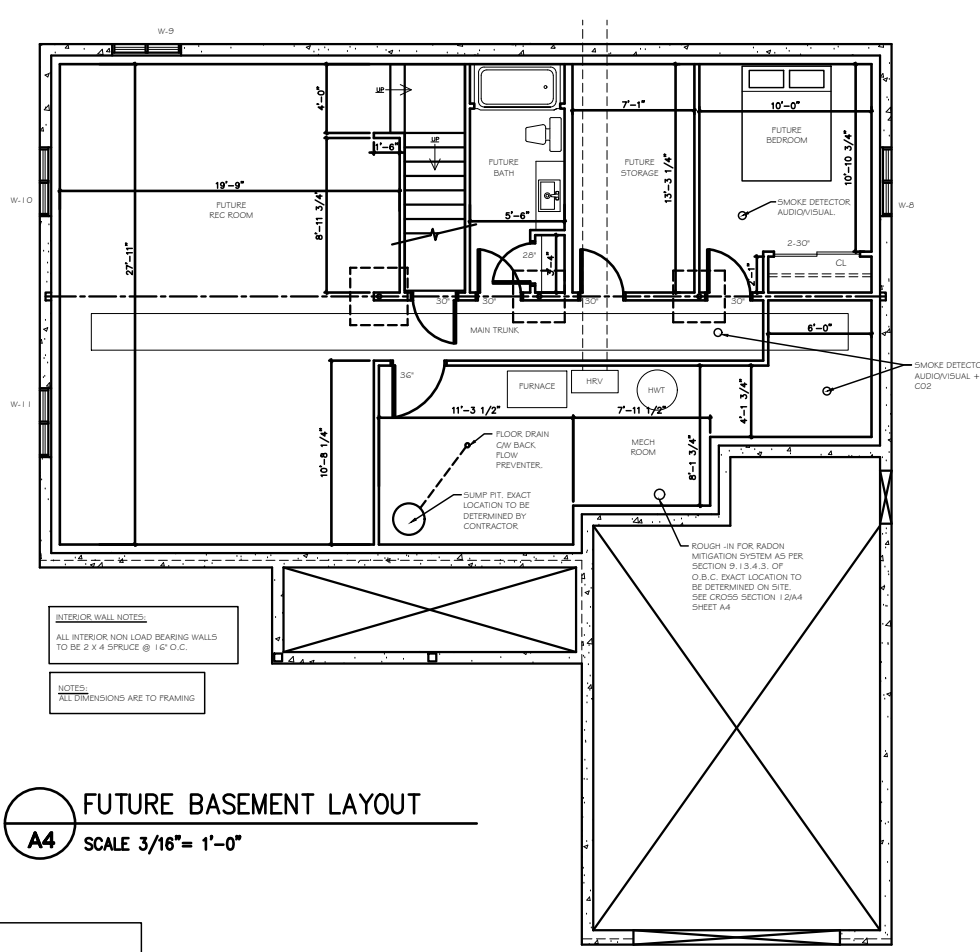 W-9
4'-0"
UP
1'-6"
UP
7'-1"
10'-0"
FUTURE
BEDROOM
10'-10 3/4"
13'-3 1/4"
FUTURE
BATH
FUTURE
STORAGE
19'-9"
FUTURE
REC ROOM
W-10
8'-11 3/4"
27'-11"
5'-6"
SMOKE DETECTOR
AUDIO/VISUAL.
W-8
28"
3'-4"
2-30"
CL
2'-1"
30"
30"
30"
30"
MAIN TRUNK
6'-0"
SMOKE DETECTO
AUDIO/VISUAL +
CO2
36"
FURNACE
HRV
HWT
W-11
11'-3 1/2"
7'-11 1/2"
4'-1 3/4"
10'-8 1/4"
FLOOR DRAIN
C/W BACK
FLOW
PREVENTER.
MECH
ROOM
8'-1 3/4"
SUMP PIT. EXACT
LOCATION TO BE
DETERMINED BY
CONTRACTOR
ROUGH -IN FOR RADON
MITIGATION SYSTEM AS PER
SECTION 9.13.4.3. OF
O.B.C. EXACT LOCATION TO
BE DETERMINED ON SITE.
SEE CROSS SECTION 12/A4
SHEET A4
INTERIOR WALL NOTES:
ALL INTERIOR NON LOAD BEARING WALLS
TO BE 2 X 4 SPRUCE @ 16" O.C.
NOTES:
ALL DIMENSIONS ARE TO FRAMING
FUTURE BASEMENT LAYOUT
A4
SCALE 3/16"= 1'-0"